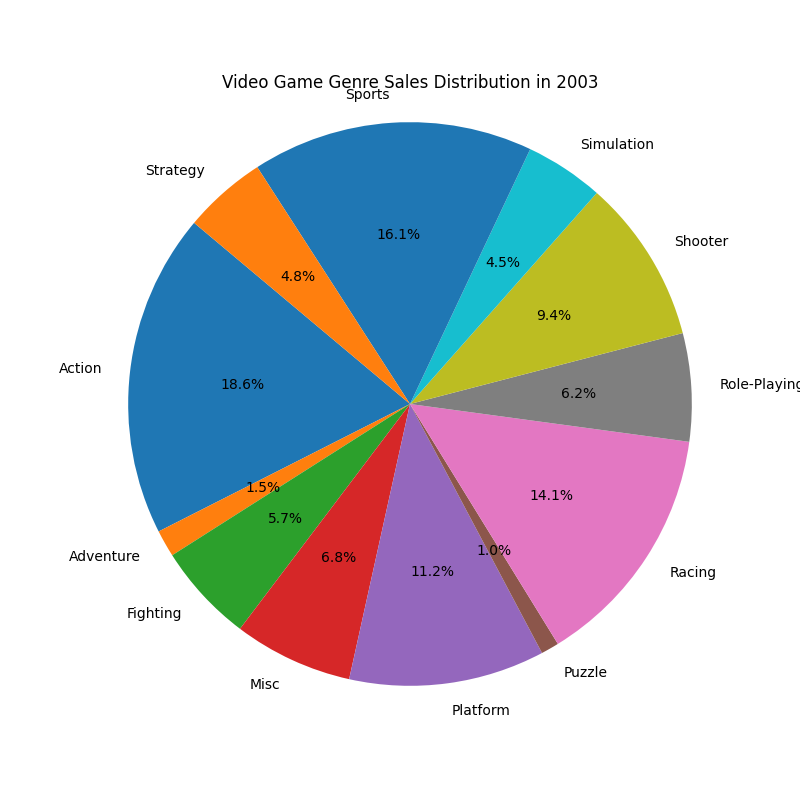 Video Game Genre Sales Distribution in 2003
Sports
Simulation
Strategy
Shooter
16.1%
4.5%
4.8%
9.4%
Action
18.6%
6.2%
Role-Playing
1.5%
14.1%
5.7%
1.0%
Adventure
6.8%
11.2%
Racing
Fighting
Puzzle
Misc
Platform